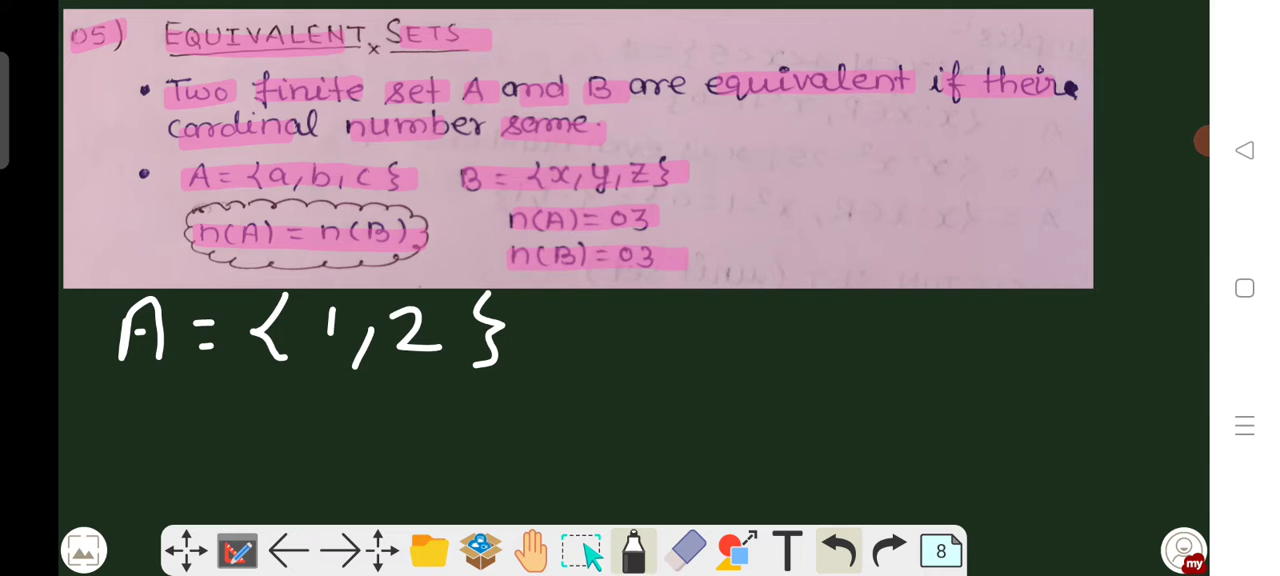 05) EQUIVALENT SETS
• Two finite set A and B are equivalent if their
cardinal number same.
• A = {a, b, c} B = {x, y, z}
n(A) = n(B) n(A) = 03
n(B) = 03
A = { 1, 2 }
T 8
my